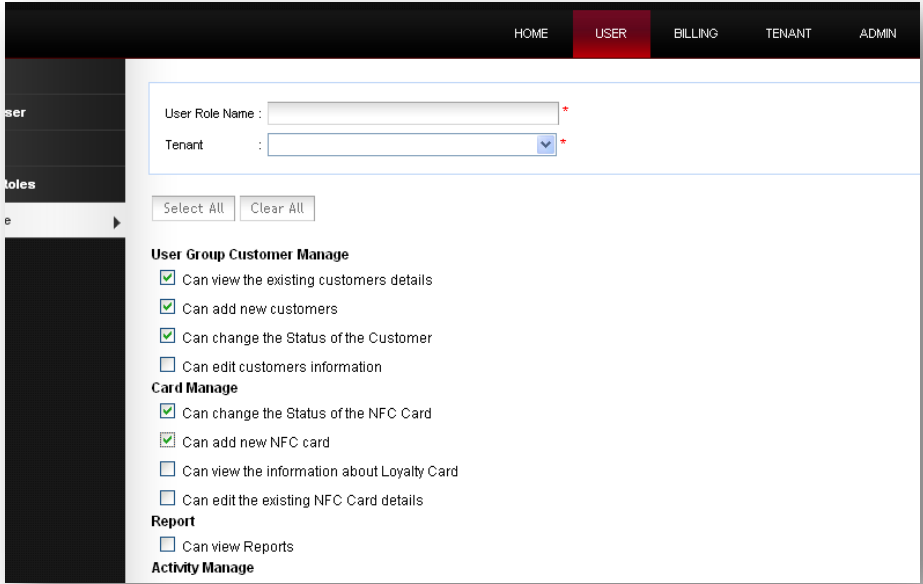 HOME USER BILLING TENANT ADMIN
ser
User Role Name : *
Tenant : *
toles
Select All Clear All
e
User Group Customer Manage
Can view the existing customers details
Can add new customers
Can change the Status of the Customer
Can edit customers information
Card Manage
Can change the Status of the NFC Card
Can add new NFC card
Can view the information about Loyalty Card
Can edit the existing NFC Card details
Report
Can view Reports
Activity Manage